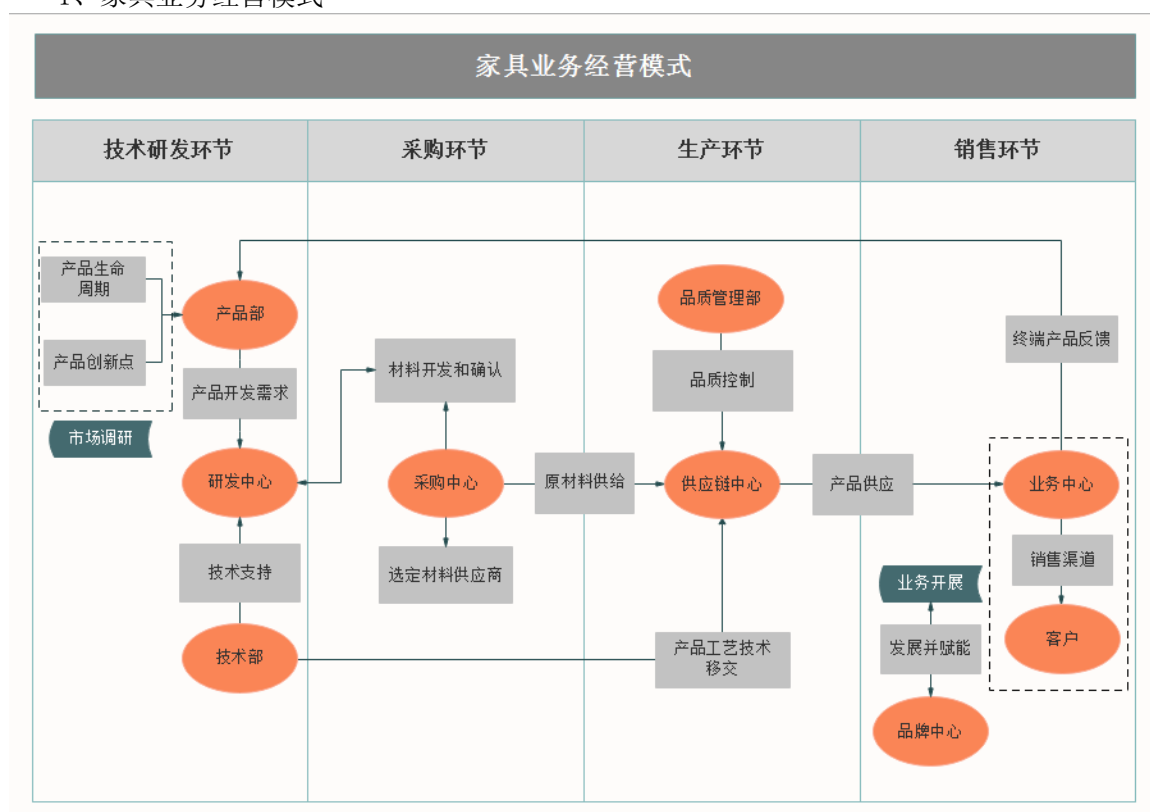 1、家具业务经营模式
家具业务经营模式
技术研发环节
采购环节
生产环节
销售环节
产品生命
周期
产品创新点
市场调研
产品部
产品开发需求
研发中心
技术支持
技术部
材料开发和确认
采购中心
选定材料供应商
原材料供给
品质管理部
品质控制
供应链中心
产品工艺技术
移交
产品供应
终端产品反馈
业务中心
销售渠道
客户
业务开展
发展并赋能
品牌中心